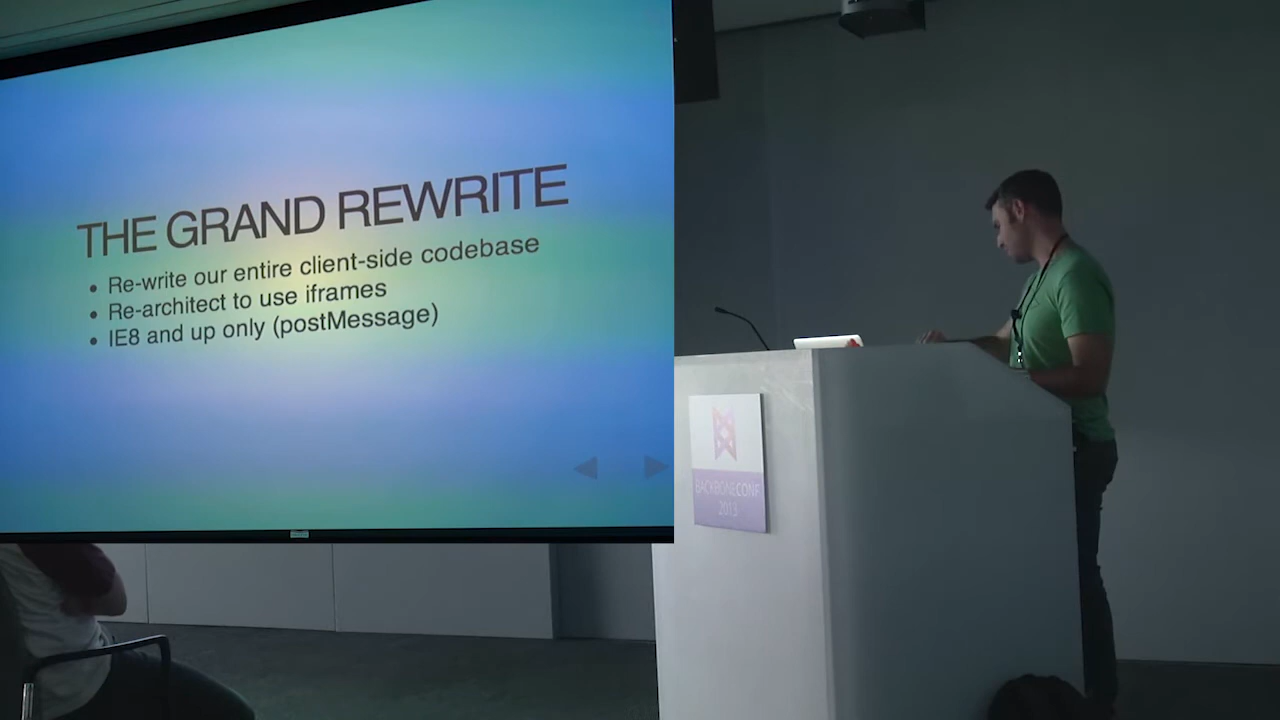 THE GRAND REWRITE
• Re-write our entire client-side codebase
• Re-architect to use iframes
• IE8 and up only (postMessage)
BACKBONECONF
2013